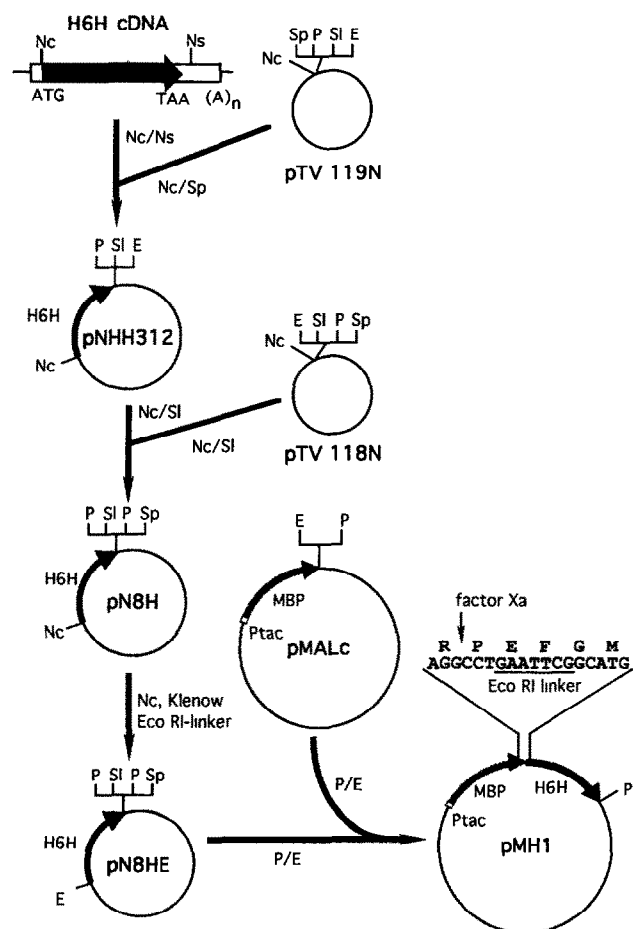 H6H cDNA
Nc
Ns
ATG
TAA
(A)n
Sp P Sl E
Nc
pTV 119N
Nc/Ns
Nc/Sp
P Sl E
H6H
pNHH312
Nc
E Sl P Sp
Nc
pTV 118N
Nc/Sl
Nc/Sl
P Sl P Sp
H6H
pN8H
Nc
E P
MBP
Ptac
pMALc
factor Xa
R P E F G M
AGGCCTGAATTCGGCATG
Eco RI linker
Nc, Klenow
Eco RI-linker
P Sl P Sp
H6H
pN8HE
E
P/E
P/E
MBP
H6H
P
Ptac
pMH1